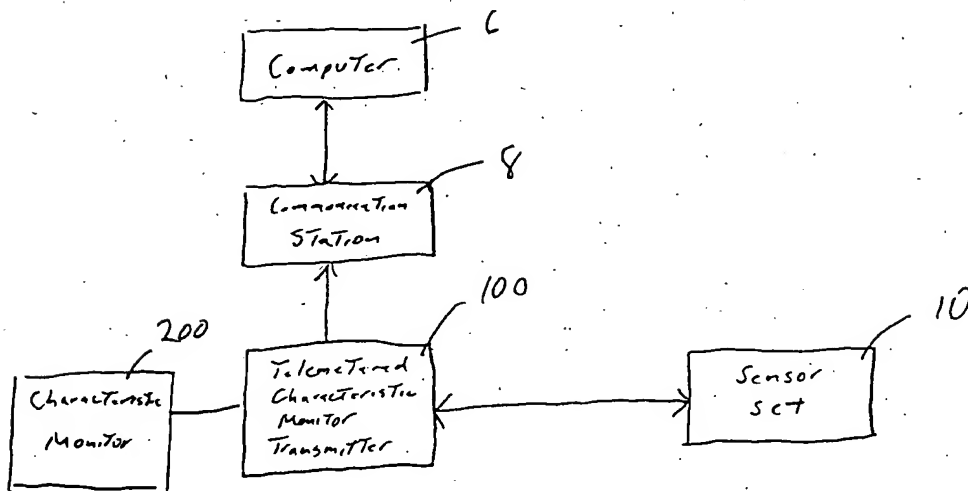 6
Computer
8
Communication
Station
100
Telemetered
Characteristic
Monitor
Transmitter
200
Characteristic
Monitor
10
Sensor
set